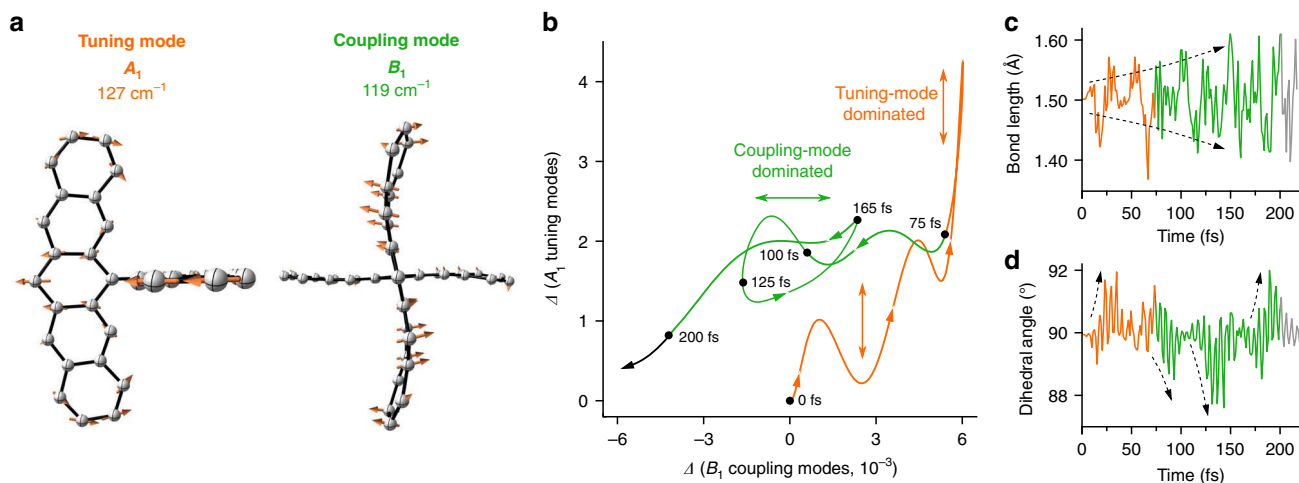 a
Tuning mode
A1
127 cm−1
Coupling mode
B1
119 cm−1
b
Δ (A1 tuning modes)
4
3
2
1
0
−6
−3
0
3
6
Δ (B1 coupling modes, 10−3)
Tuning-mode
dominated
Coupling-mode
dominated
165 fs
75 fs
100 fs
125 fs
200 fs
0 fs
c
Bond length (Å)
1.60
1.50
1.40
0
50
100
150
200
Time (fs)
d
Dihedral angle (°)
92
90
88
0
50
100
150
200
Time (fs)